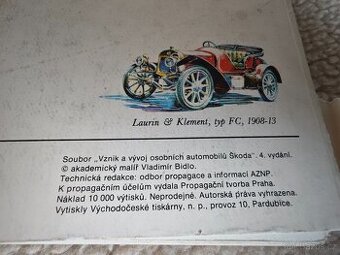 Laurin & Klement, typ FC, 1908-13
Soubor „Vznik a vývoj osobních automobilů Škoda". 4. vydání.
© akademický malíř Vladimír Bidlo.
Technická redakce: odbor propagace a informací AZNP.
K propagačním účelům vydala Propagační tvorba Praha.
Náklad 10 000 výtisků. Neprodejné. Autorská práva vyhrazena.
Vytiskly Východočeské tiskárny, n. p., provoz 10, Pardubice.